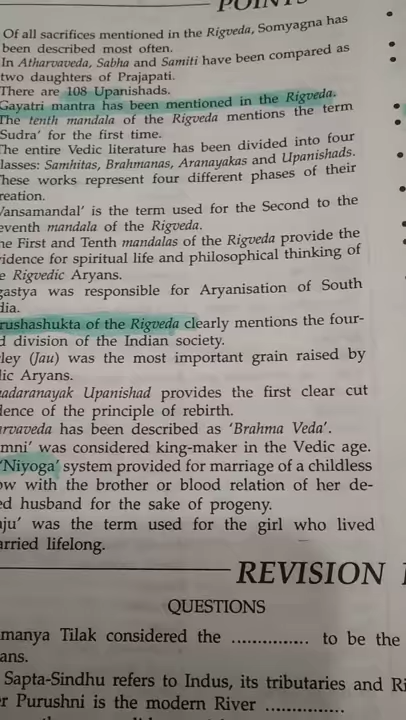 POINTS
Of all sacrifices mentioned in the Rigveda, Somyagna has
been described most often.
In Atharvaveda, Sabha and Samiti have been compared as
two daughters of Prajapati.
There are 108 Upanishads.
Gayatri mantra has been mentioned in the Rigveda.
The tenth mandala of the Rigveda mentions the term
Sudra' for the first time.
The entire Vedic literature has been divided into four
lasses: Samhitas, Brahmanas, Aranayakas and Upanishads.
hese works represent four different phases of their
reation.
Vansamandal' is the term used for the Second to the
eventh mandala of the Rigveda.
he First and Tenth mandalas of the Rigveda provide the
vidence for spiritual life and philosophical thinking of
e Rigvedic Aryans.
gastya was responsible for Aryanisation of South
dia.
rushashukta of the Rigveda clearly mentions the four-
d division of the Indian society.
ley (Jau) was the most important grain raised by
lic Aryans.
adaranayak Upanishad provides the first clear cut
dence of the principle of rebirth.
arvaveda has been described as 'Brahma Veda'.
mni' was considered king-maker in the Vedic age.
'Niyoga' system provided for marriage of a childless
ow with the brother or blood relation of her de-
ed husband for the sake of progeny.
aju' was the term used for the girl who lived
arried lifelong.
REVISION
QUESTIONS
manya Tilak considered the ............... to be the
ans.
Sapta-Sindhu refers to Indus, its tributaries and Ri
r Purushni is the modern River ...............